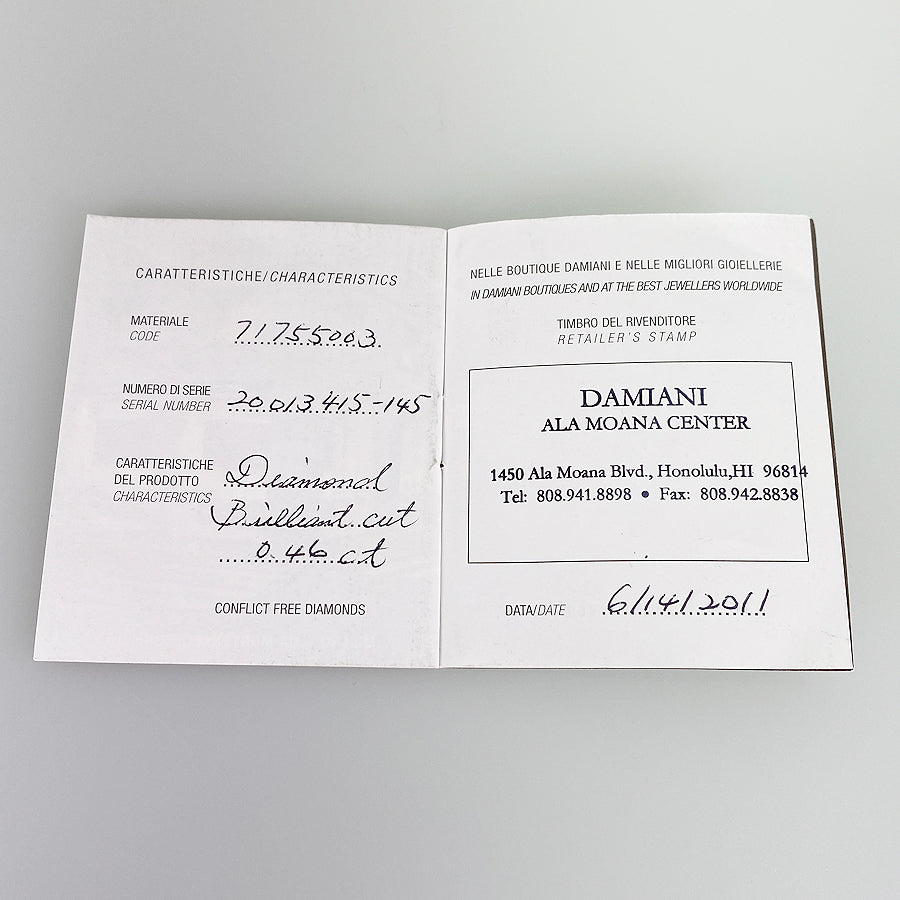 CARATTERISTICHE/CHARACTERISTICS
MATERIALE
CODE
71755003
NUMERO DI SERIE
SERIAL NUMBER
20013415-145
CARATTERISTICHE
DEL PRODOTTO
CHARACTERISTICS
Diamond
Brilliant cut
0.46 ct
CONFLICT FREE DIAMONDS
NELLE BOUTIQUE DAMIANI E NELLE MIGLIORI GIOIELLERIE
IN DAMIANI BOUTIQUES AND AT THE BEST JEWELLERS WORLDWIDE
TIMBRO DEL RIVENDITORE
RETAILER'S STAMP
DAMIANI
ALA MOANA CENTER
1450 Ala Moana Blvd., Honolulu,HI 96814
Tel: 808.941.8898 • Fax: 808.942.8838
DATA/DATE 6/14/2011